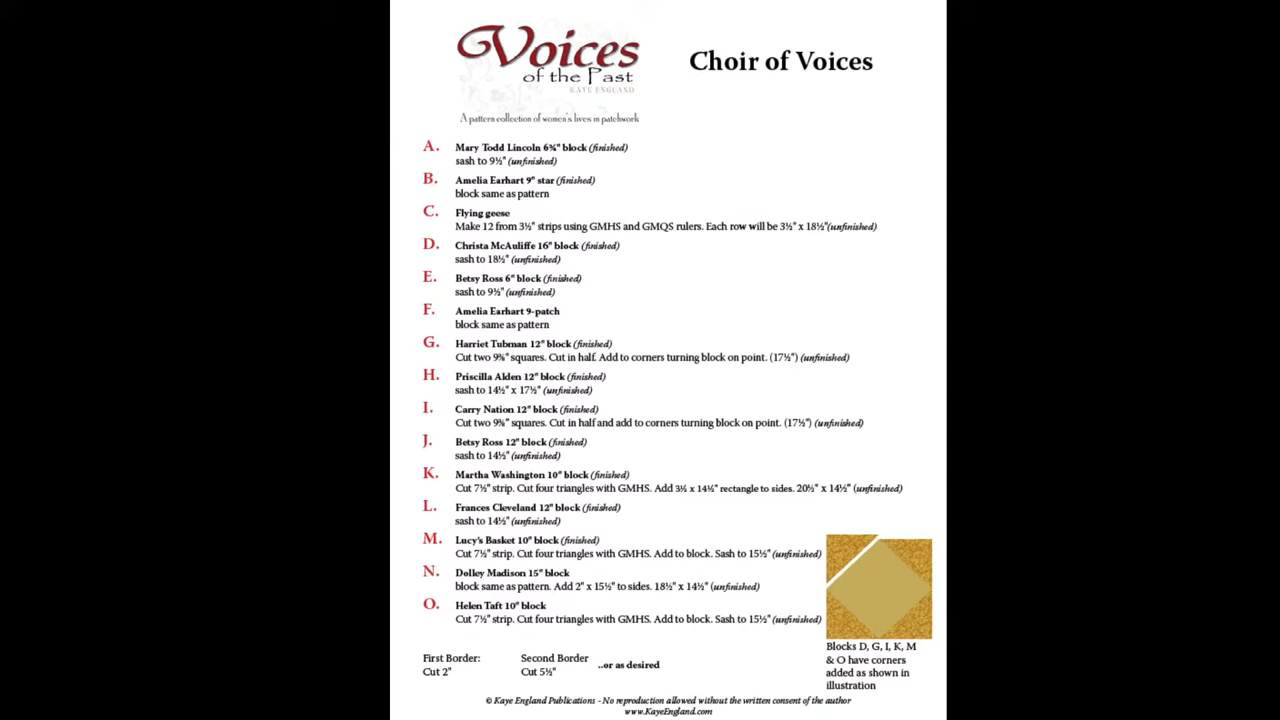 Voices
of the Past
KAYE ENGLAND
A pattern collection of women's lives in patchwork
Choir of Voices
A. Mary Todd Lincoln 6¾" block (finished)
sash to 9½" (unfinished)
B. Amelia Earhart 9" star (finished)
block same as pattern
C. Flying geese
Make 12 from 3½" strips using GMHS and GMQS rulers. Each row will be 3½" x 18½"(unfinished)
D. Christa McAuliffe 16" block (finished)
sash to 18½" (unfinished)
E. Betsy Ross 6" block (finished)
sash to 9½" (unfinished)
F. Amelia Earhart 9-patch
block same as pattern
G. Harriet Tubman 12" block (finished)
Cut two 9⅜" squares. Cut in half. Add to corners turning block on point. (17½") (unfinished)
H. Priscilla Alden 12" block (finished)
sash to 14½" x 17½" (unfinished)
I. Carry Nation 12" block (finished)
Cut two 9⅜" squares. Cut in half and add to corners turning block on point. (17½") (unfinished)
J. Betsy Ross 12" block (finished)
sash to 14½" (unfinished)
K. Martha Washington 10" block (finished)
Cut 7½" strip. Cut four triangles with GMHS. Add 3½ x 14½" rectangle to sides. 20½" x 14½" (unfinished)
L. Frances Cleveland 12" block (finished)
sash to 14½" (unfinished)
M. Lucy's Basket 10" block (finished)
Cut 7½" strip. Cut four triangles with GMHS. Add to block. Sash to 15½" (unfinished)
N. Dolley Madison 15" block
block same as pattern. Add 2" x 15½" to sides. 18½" x 14½" (unfinished)
O. Helen Taft 10" block
Cut 7½" strip. Cut four triangles with GMHS. Add to block. Sash to 15½" (unfinished)
Blocks D, G, I, K, M
& O have corners
added as shown in
illustration
First Border:
Cut 2"
Second Border
Cut 5½"
..or as desired
© Kaye England Publications - No reproduction allowed without the written consent of the author
www.KayeEngland.com